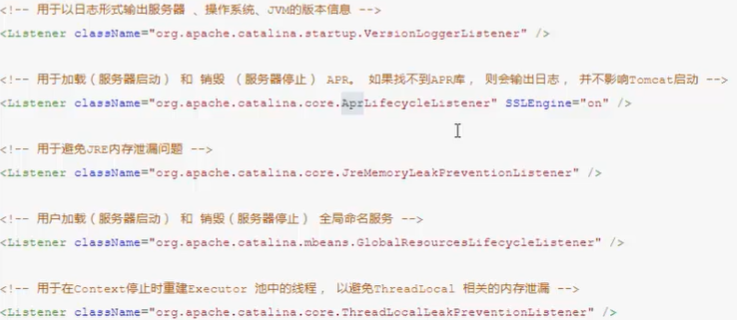 <!-- 用于以日志形式输出服务器 、操作系统、JVM的版本信息 -->
<Listener className="org.apache.catalina.startup.VersionLoggerListener" />
<!-- 用于加载（服务器启动） 和 销毁 （服务器停止） APR。 如果找不到APR库， 则会输出日志， 并不影响Tomcat启动 -->
<Listener className="org.apache.catalina.core.AprLifecycleListener" SSLEngine="on" />
<!-- 用于避免JRE内存泄漏问题 -->
<Listener className="org.apache.catalina.core.JreMemoryLeakPreventionListener" />
<!-- 用户加载（服务器启动） 和 销毁（服务器停止） 全局命名服务 -->
<Listener className="org.apache.catalina.mbeans.GlobalResourcesLifecycleListener" />
<!-- 用于在Context停止时重建Executor 池中的线程， 以避免ThreadLocal 相关的内存泄漏 -->
<Listener className="org.apache.catalina.core.ThreadLocalLeakPreventionListener" />